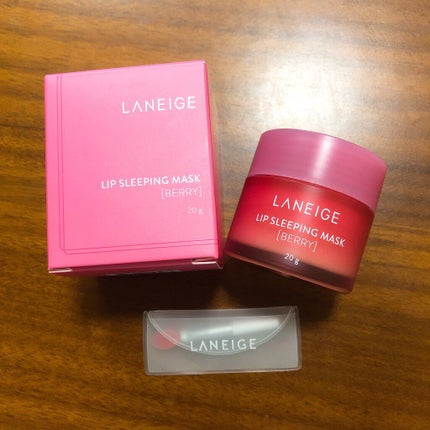 LANEIGE
LIP SLEEPING MASK
[BERRY]
20 g
LANEIGE
LIP SLEEPING MASK
[BERRY]
20 g
LANEIGE